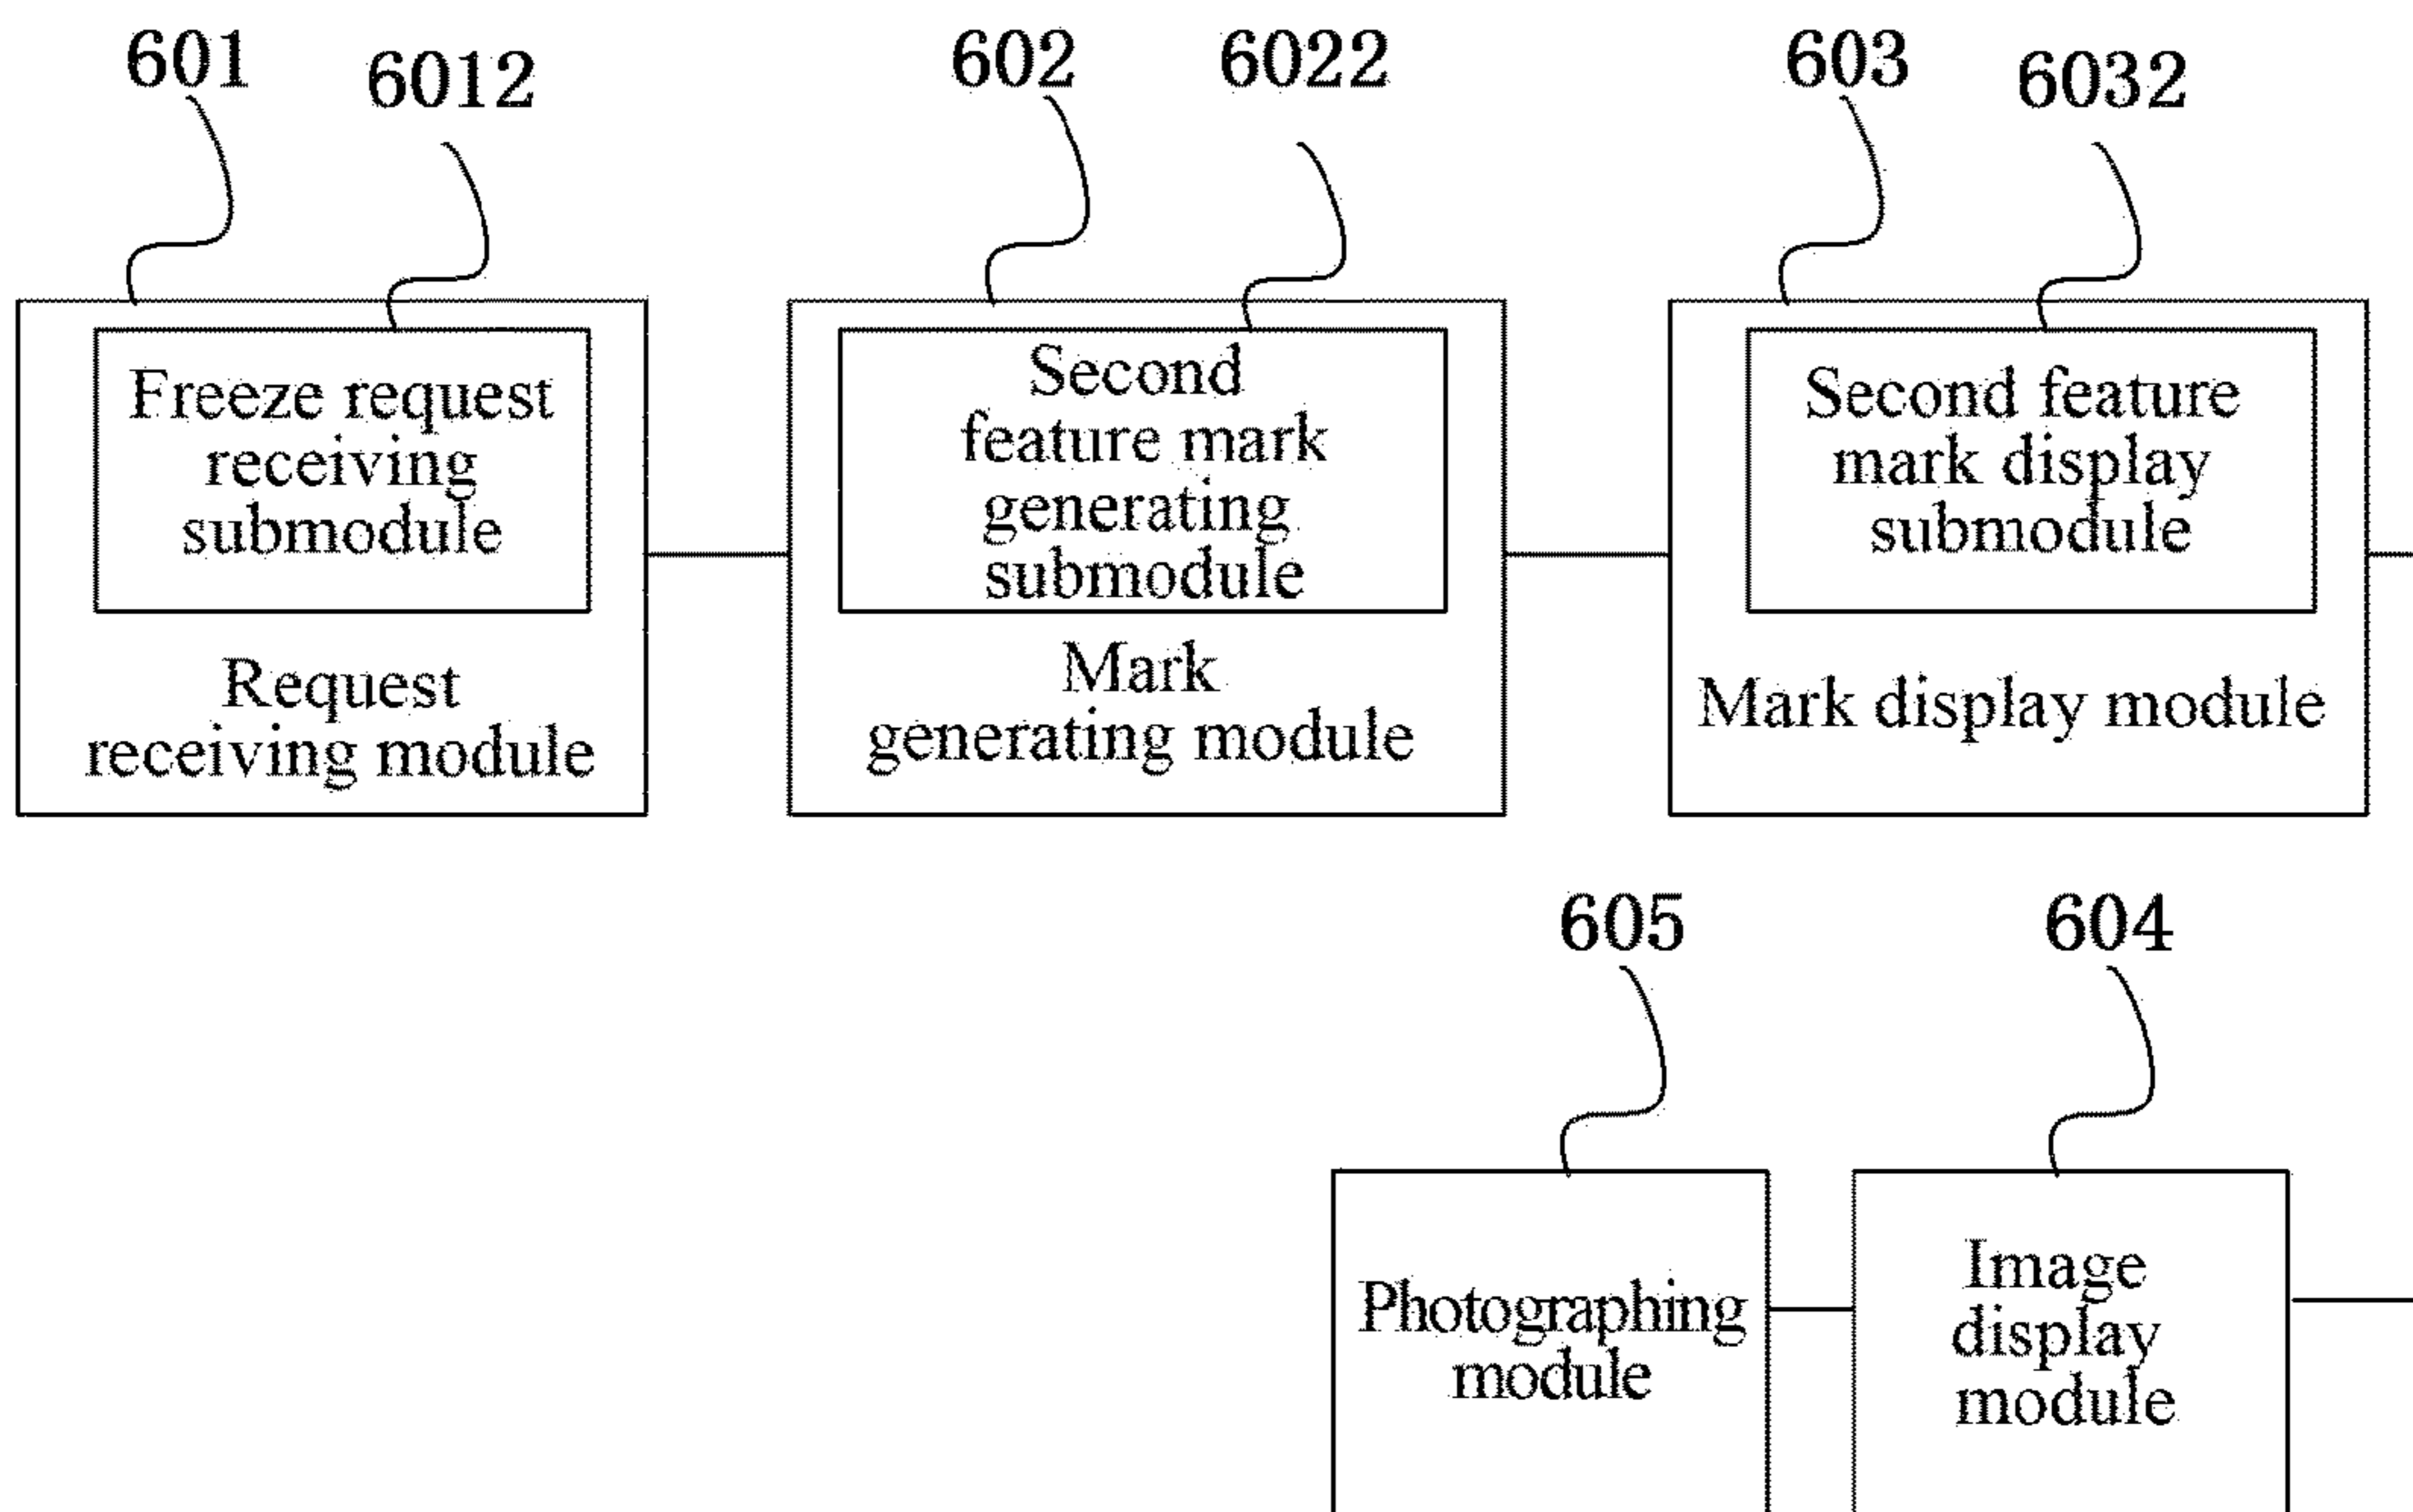 601
6012
602
6022
603
6032
Freeze request
receiving
submodule
Request
receiving module
Second
feature mark
generating
submodule
Mark
generating module
Second feature
mark display
submodule
Mark display module
605
604
Photographing
module
Image
display
module